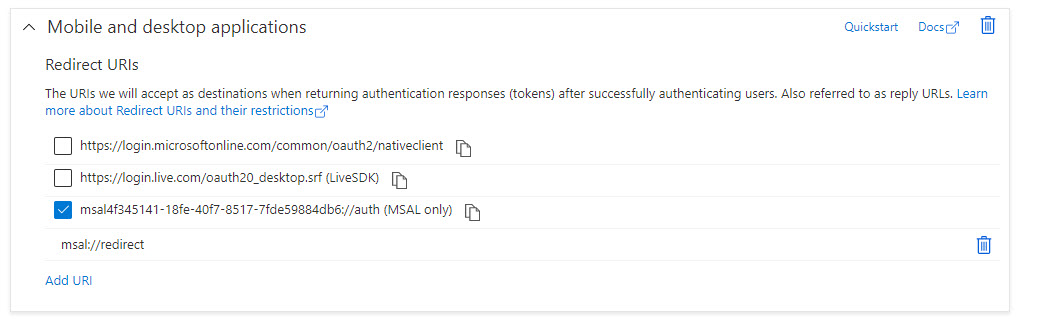 Mobile and desktop applications
Quickstart
Docs
Redirect URIs
The URIs we will accept as destinations when returning authentication responses (tokens) after successfully authenticating users. Also referred to as reply URLs. Learn
more about Redirect URIs and their restrictions
https://login.microsoftonline.com/common/oauth2/nativeclient
https://login.live.com/oauth20_desktop.srf (LiveSDK)
msal4f345141-18fe-40f7-8517-7fde59884db6://auth (MSAL only)
msal://redirect
Add URI